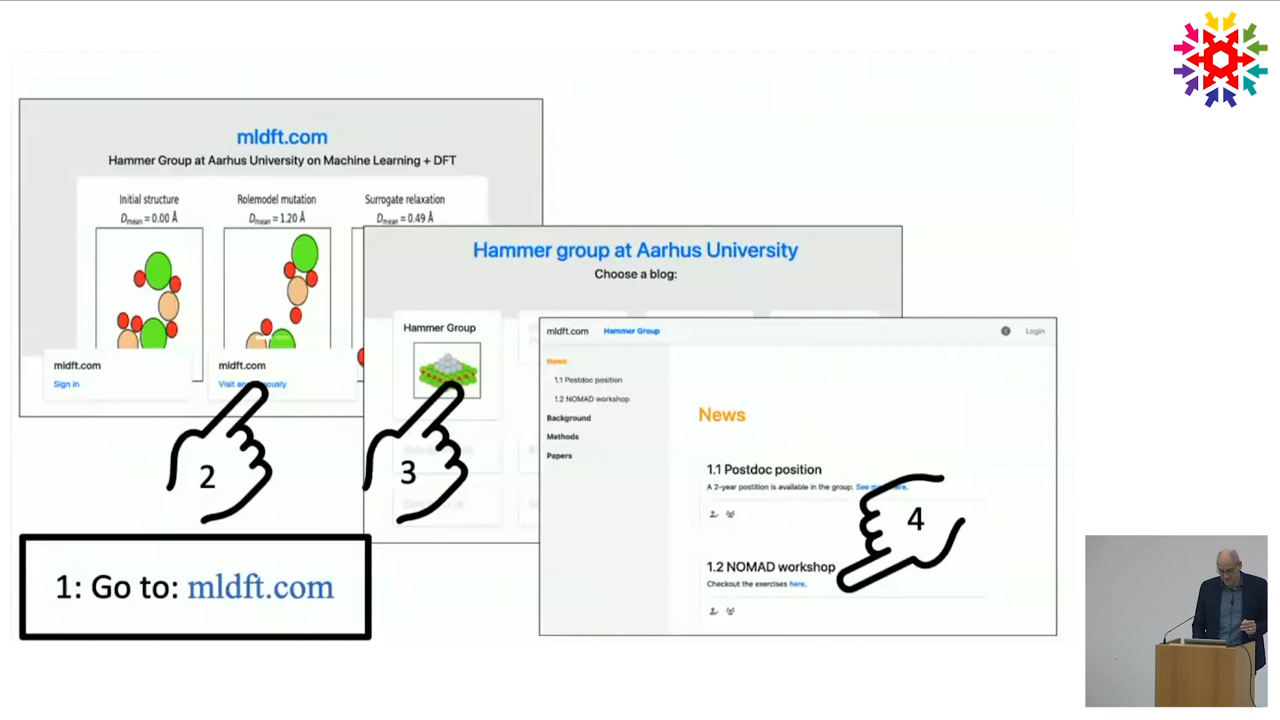 mldft.com
Hammer Group at Aarhus University on Machine Learning + DFT
Initial structure
Dmean = 0.00 Å
Rolemodel mutation
Dmean = 1.20 Å
Surrogate relaxation
Dmean = 0.49 Å
mldft.com
Sign in
mldft.com
Visit
2
Hammer group at Aarhus University
Choose a blog:
Hammer Group
3
mldft.com Hammer Group
Login
News
1.1 Postdoc position
1.2 NOMAD workshop
Background
Methods
Papers
News
1.1 Postdoc position
A 2-year postition is available in the group. See
1.2 NOMAD workshop
Checkout the exercises here.
4
1: Go to: mldft.com